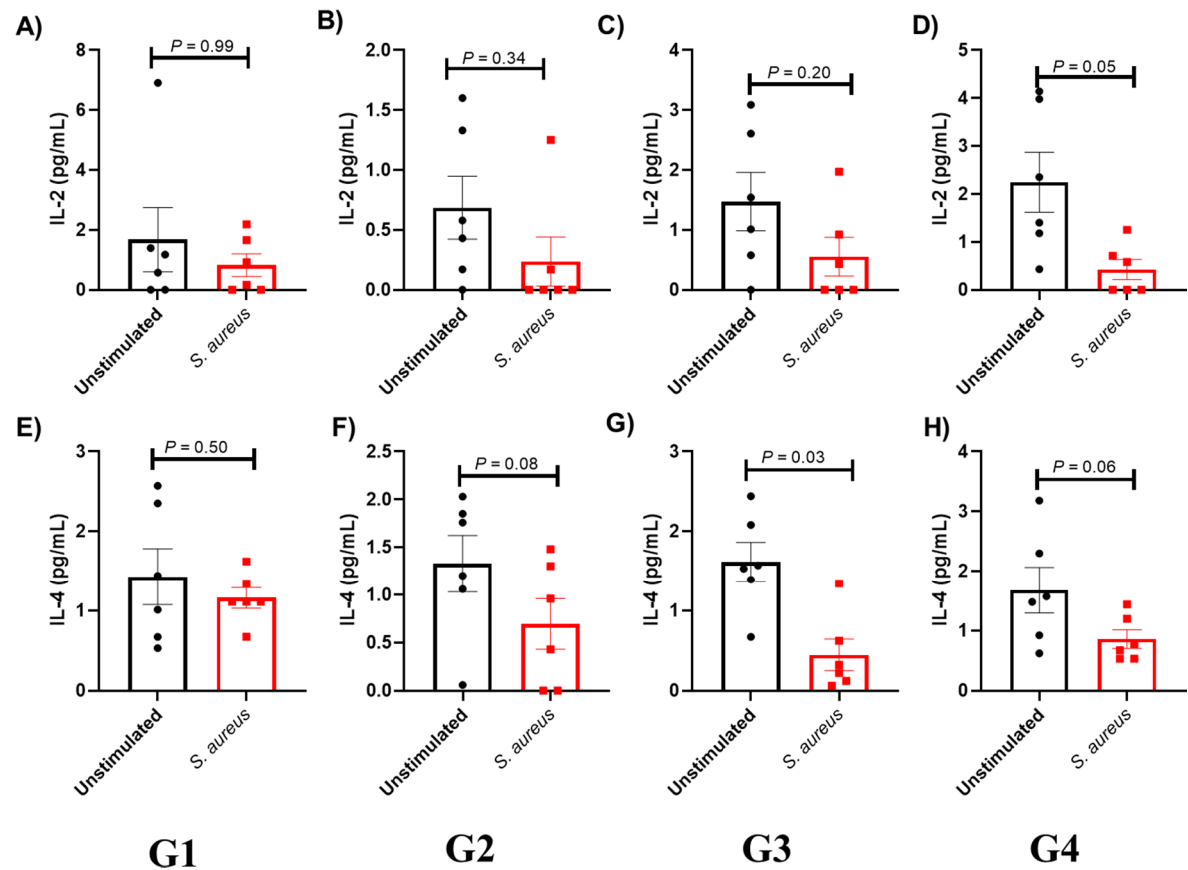 A)
P = 0.99
8
6
4
2
0
IL-2 (pg/mL)
Unstimulated
S. aureus
B)
P = 0.34
2.0
1.5
1.0
0.5
0.0
IL-2 (pg/mL)
Unstimulated
S. aureus
C)
P = 0.20
4
3
2
1
0
IL-2 (pg/mL)
Unstimulated
S. aureus
D)
P = 0.05
5
4
3
2
1
0
IL-2 (pg/mL)
Unstimulated
S. aureus
E)
P = 0.50
3
2
1
0
IL-4 (pg/mL)
Unstimulated
S. aureus
F)
P = 0.08
2.5
2.0
1.5
1.0
0.5
0.0
IL-4 (pg/mL)
Unstimulated
S. aureus
G)
P = 0.03
3
2
1
0
IL-4 (pg/mL)
Unstimulated
S. aureus
H)
P = 0.06
4
3
2
1
0
IL-4 (pg/mL)
Unstimulated
S. aureus
G1
G2
G3
G4